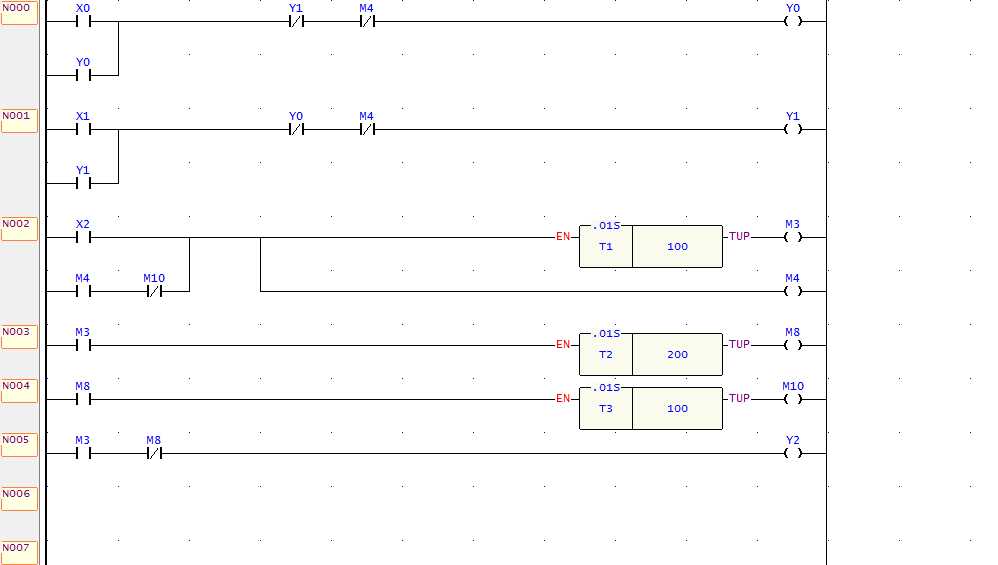 N000 X0 Y1 M4 Y0
Y0
N001 X1 Y0 M4 Y1
Y1
N002 X2 EN .01S T1 100 TUP M3
M4 M10 M4
N003 M3 EN .01S T2 200 TUP M8
N004 M8 EN .01S T3 100 TUP M10
N005 M3 M8 Y2
N006
N007